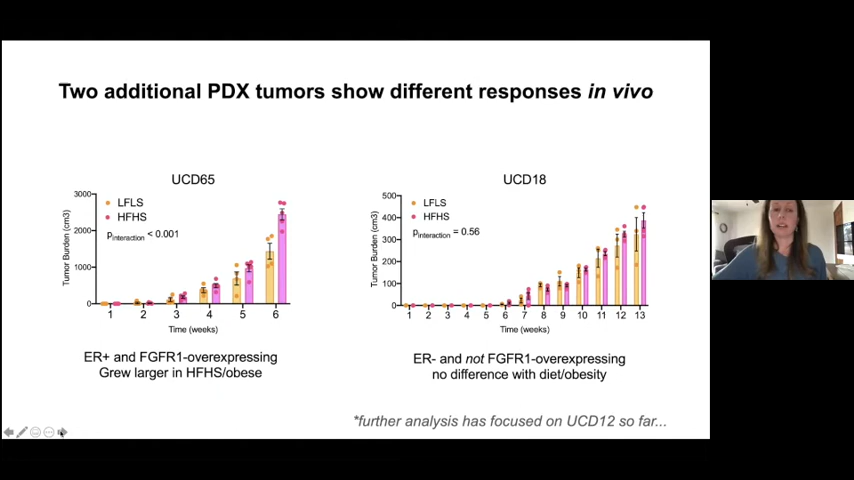 Two additional PDX tumors show different responses in vivo
UCD65
3000
2000
1000
0
Tumor Burden (cm3)
LFLS
HFHS
pinteraction < 0.001
1 2 3 4 5 6
Time (weeks)
ER+ and FGFR1-overexpressing
Grew larger in HFHS/obese
UCD18
500
400
300
200
100
0
Tumor Burden (cm3)
LFLS
HFHS
pinteraction = 0.56
1 2 3 4 5 6 7 8 9 10 11 12 13
Time (weeks)
ER- and not FGFR1-overexpressing
no difference with diet/obesity
*further analysis has focused on UCD12 so far...